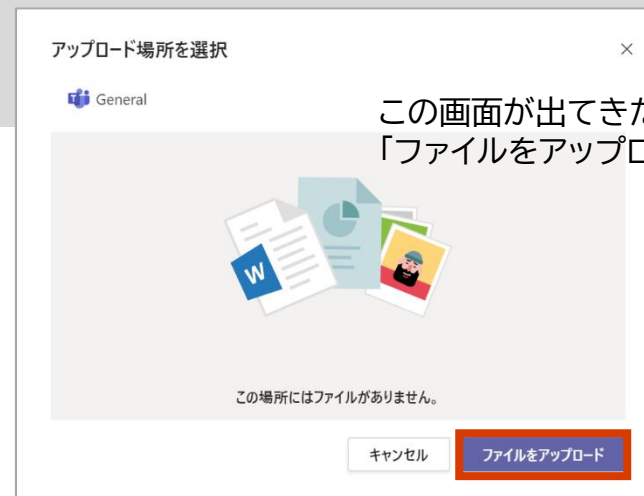 アップロード場所を選択
General
この画面が出てきた
「ファイルをアップロ
W
この場所にはファイルがありません。
キャンセル
ファイルをアップロード